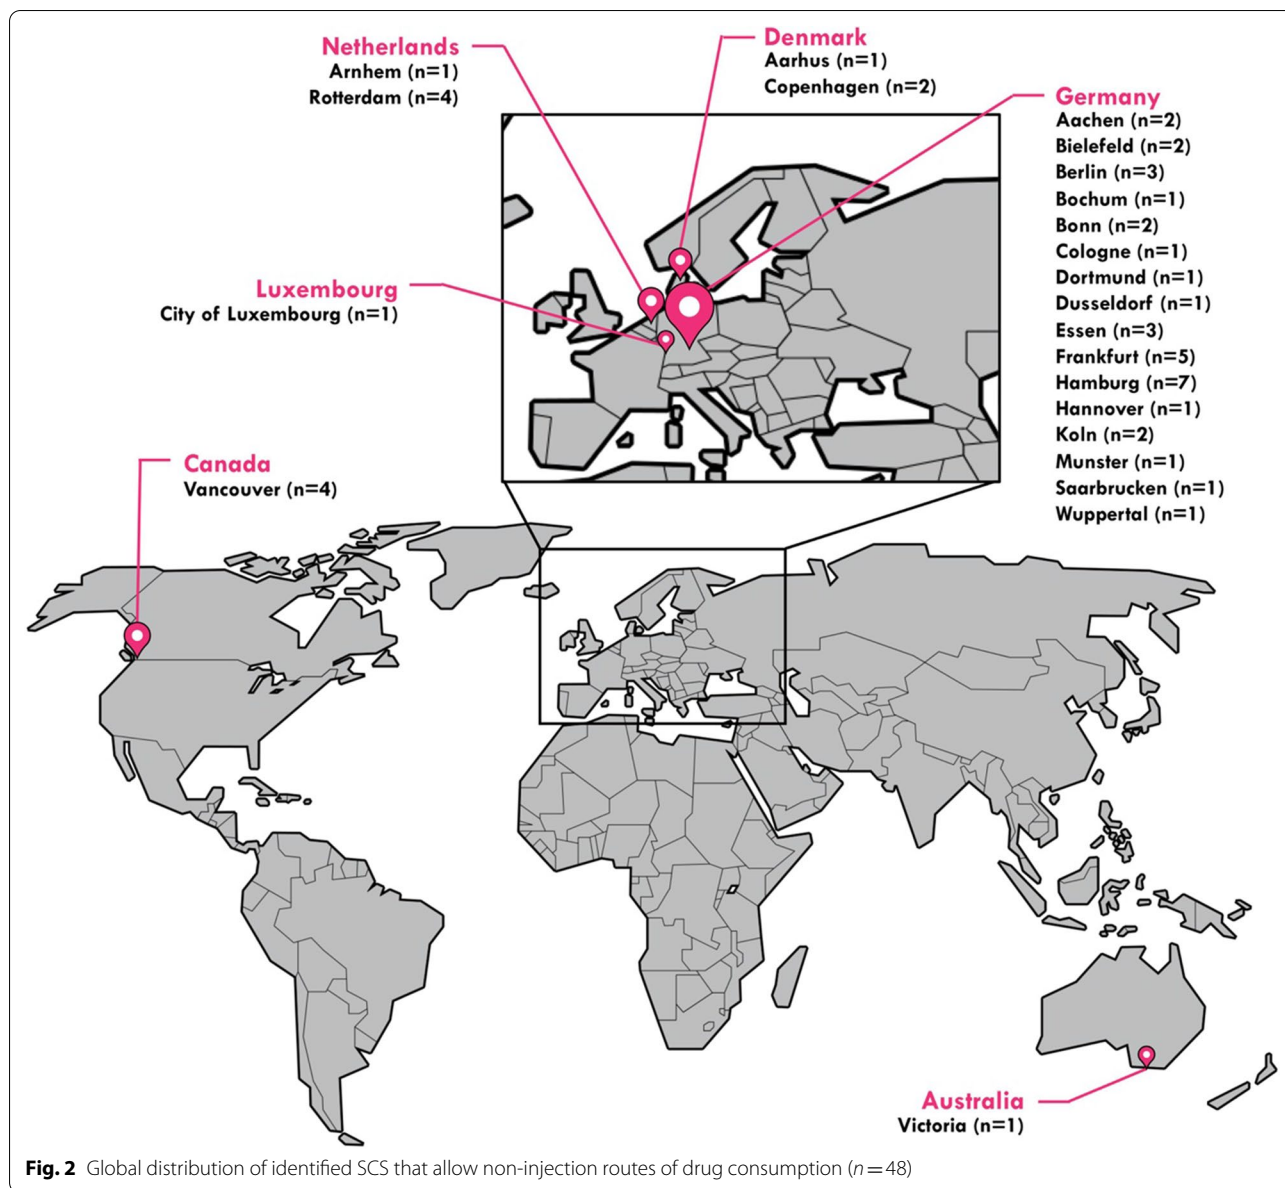 Netherlands
Arnhem (n=1)
Rotterdam (n=4)
Denmark
Aarhus (n=1)
Copenhagen (n=2)
Germany
Aachen (n=2)
Bielefeld (n=2)
Berlin (n=3)
Bochum (n=1)
Bonn (n=2)
Cologne (n=1)
Dortmund (n=1)
Dusseldorf (n=1)
Essen (n=3)
Frankfurt (n=5)
Hamburg (n=7)
Hannover (n=1)
Koln (n=2)
Munster (n=1)
Saarbrucken (n=1)
Wuppertal (n=1)
Luxembourg
City of Luxembourg (n=1)
Canada
Vancouver (n=4)
Australia
Victoria (n=1)
Fig. 2 Global distribution of identified SCS that allow non-injection routes of drug consumption (n=48)